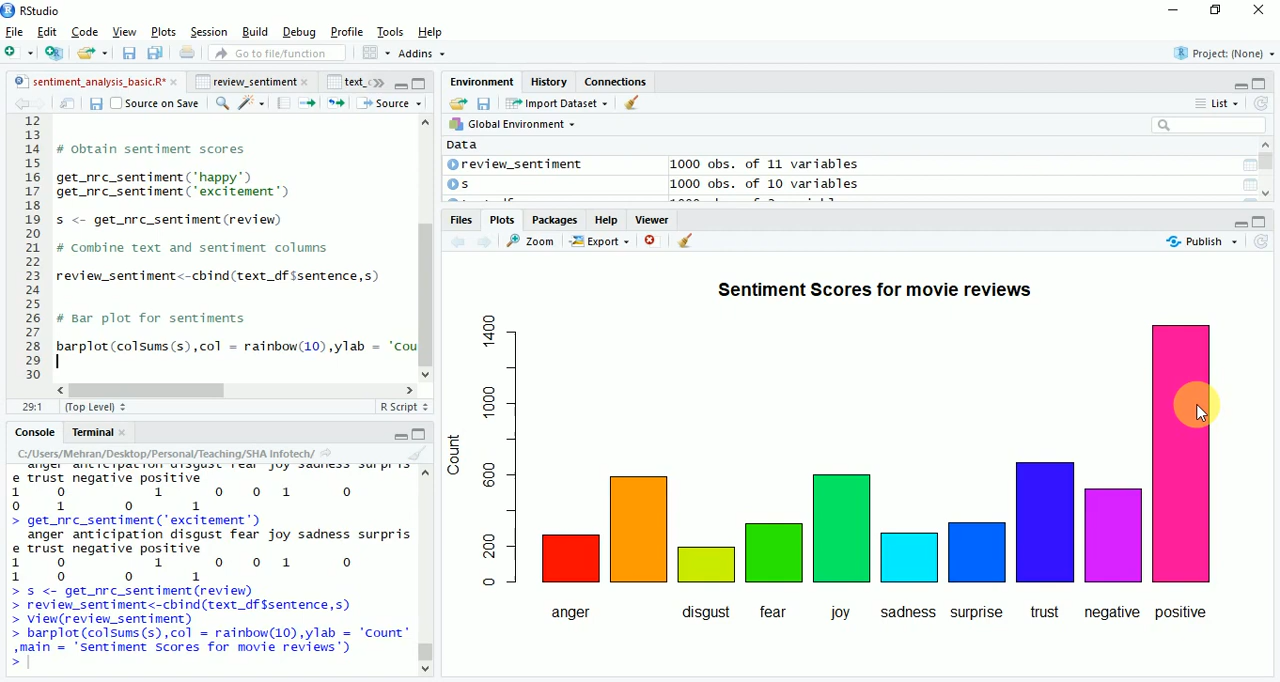 RStudio
File Edit Code View Plots Session Build Debug Profile Tools Help
Go to file/function Addins Project: (None)
sentiment_analysis_basic.R* review_sentiment text_
Source on Save Source
12
13
14 # Obtain sentiment scores
15
16 get_nrc_sentiment('happy')
17 get_nrc_sentiment('excitement')
18
19 s <- get_nrc_sentiment(review)
20
21 # Combine text and sentiment columns
22
23 review_sentiment<-cbind(text_df$sentence,s)
24
25
26 # Bar plot for sentiments
27
28 barplot(colSums(s),col = rainbow(10),ylab = 'Cou
29
30
29:1 (Top Level) R Script
Console Terminal
C:/Users/Mehran/Desktop/Personal/Teaching/SHA Infotech/
anger anticipation disgust fear joy sadness surpris
e trust negative positive
1 0 1 0 0 1 0
0 1 0 1
> get_nrc_sentiment('excitement')
anger anticipation disgust fear joy sadness surpris
e trust negative positive
1 0 1 0 0 1 0
1 0 0 1
> s <- get_nrc_sentiment(review)
> review_sentiment<-cbind(text_df$sentence,s)
> View(review_sentiment)
> barplot(colSums(s),col = rainbow(10),ylab = 'Count'
,main = 'Sentiment Scores for movie reviews')
>
Environment History Connections
Import Dataset List
Global Environment
Data
review_sentiment 1000 obs. of 11 variables
s 1000 obs. of 10 variables
Files Plots Packages Help Viewer
Zoom Export Publish
Sentiment Scores for movie reviews
Count
1400
1000
600
200
0
anger disgust fear joy sadness surprise trust negative positive